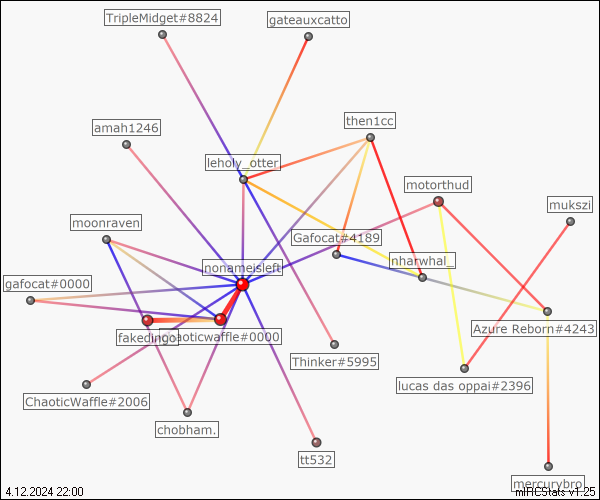 TripleMidget#8824
gateauxcatto
amah1246
then1cc
leholy_otter
motorthud
mukszi
moonraven
Gafocat#4189
nharwhal_
nonameisleft
gafocat#0000
fakedingo
chaoticwaffle#0000
Azure Reborn#4243
Thinker#5995
lucas das oppai#2396
ChaoticWaffle#2006
chobham.
tt532
mercurybro
4.12.2024 22:00
mIRCStats v1.25